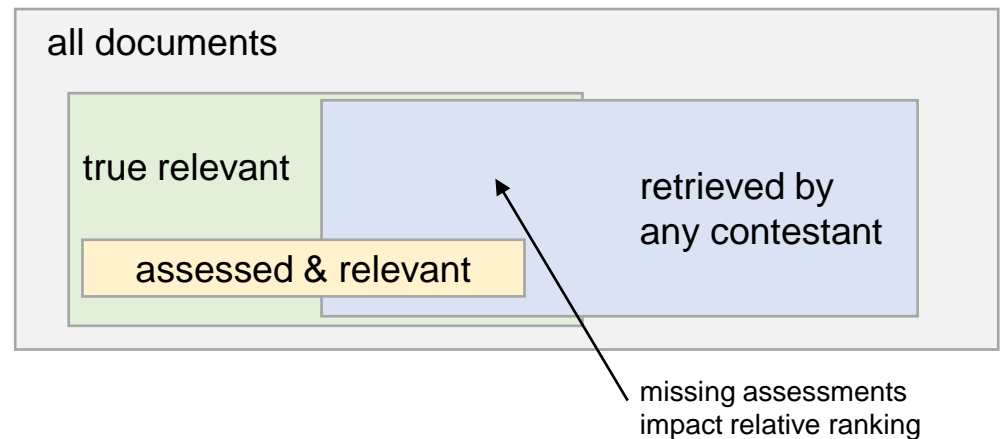 all documents
true relevant
retrieved by
any contestant
assessed & relevant
missing assessments
impact relative ranking